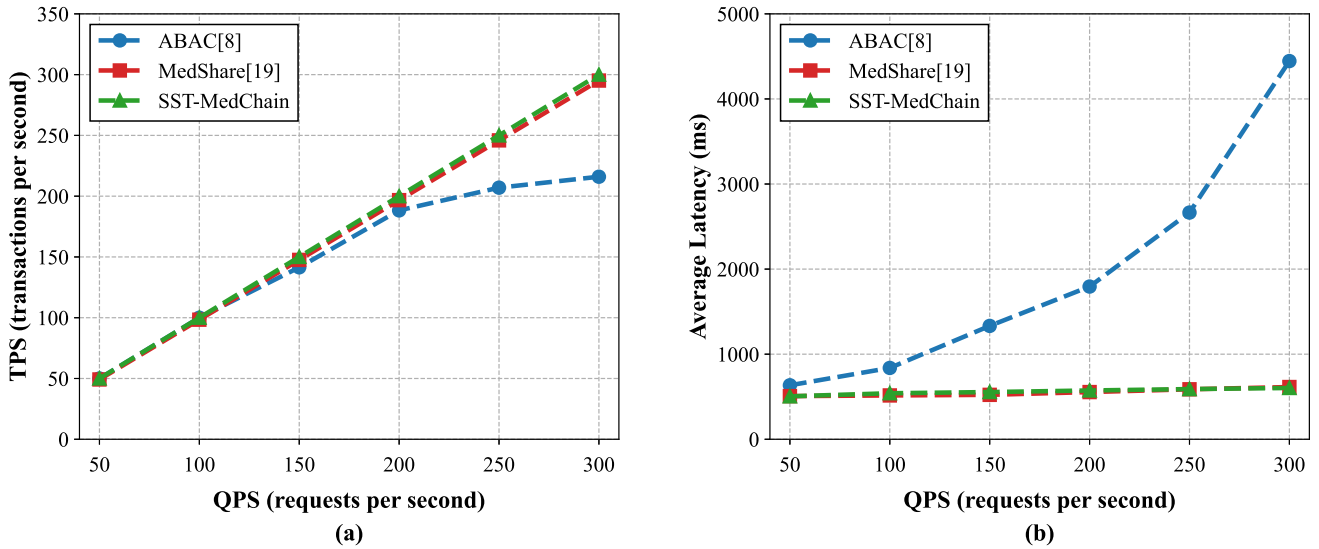 350
300
250
200
150
100
50
0
TPS (transactions per second)
ABAC[8]
MedShare[19]
SST-MedChain
50 100 150 200 250 300
QPS (requests per second)
(a)
5000
4000
3000
2000
1000
0
Average Latency (ms)
ABAC[8]
MedShare[19]
SST-MedChain
50 100 150 200 250 300
QPS (requests per second)
(b)